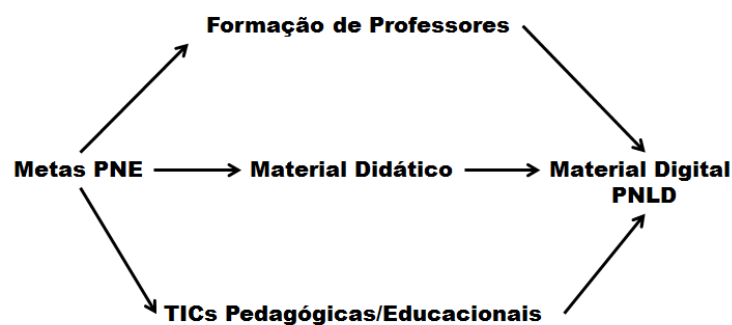 Formação de Professores
Metas PNE
Material Didático
Material Digital
PNLD
TICs Pedagógicas/Educacionais